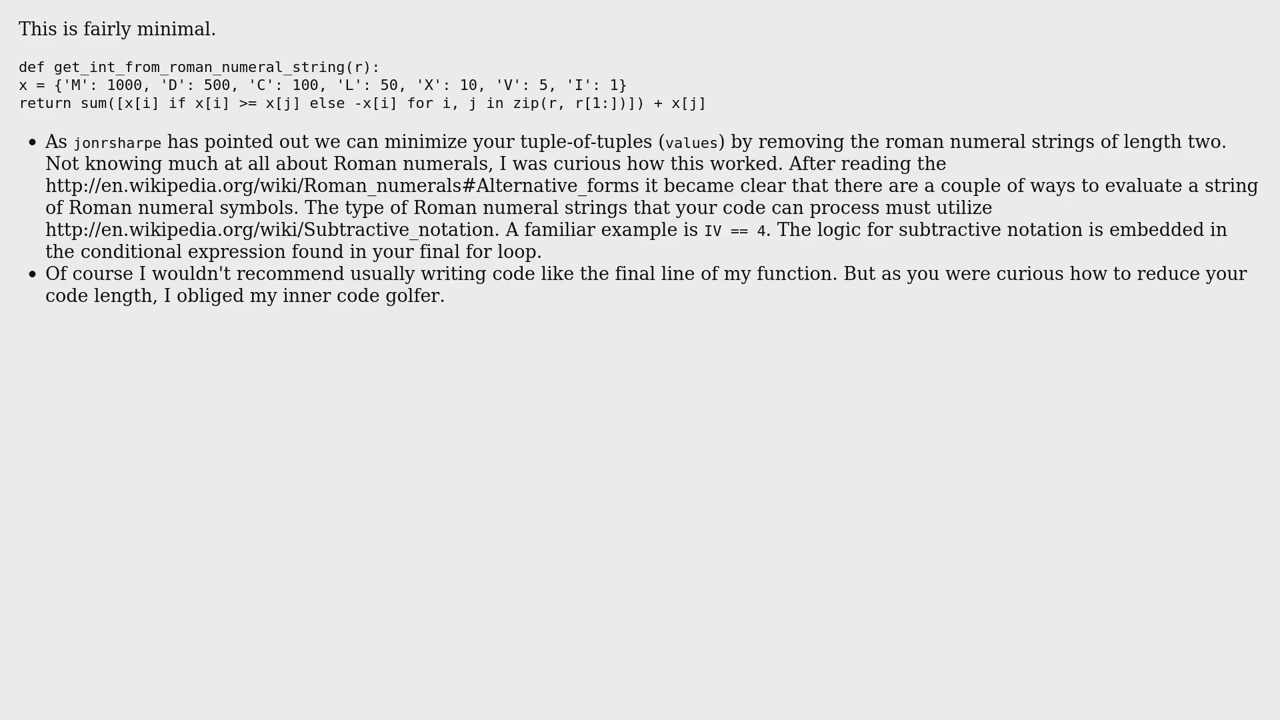 This is fairly minimal.
def get_int_from_roman_numeral_string(r):
x = {'M': 1000, 'D': 500, 'C': 100, 'L': 50, 'X': 10, 'V': 5, 'I': 1}
return sum([x[i] if x[i] >= x[j] else -x[i] for i, j in zip(r, r[1:])]) + x[j]
• As jonrsharpe has pointed out we can minimize your tuple-of-tuples (values) by removing the roman numeral strings of length two.
Not knowing much at all about Roman numerals, I was curious how this worked. After reading the
http://en.wikipedia.org/wiki/Roman_numerals#Alternative_forms it became clear that there are a couple of ways to evaluate a string
of Roman numeral symbols. The type of Roman numeral strings that your code can process must utilize
http://en.wikipedia.org/wiki/Subtractive_notation. A familiar example is IV == 4. The logic for subtractive notation is embedded in
the conditional expression found in your final for loop.
• Of course I wouldn't recommend usually writing code like the final line of my function. But as you were curious how to reduce your
code length, I obliged my inner code golfer.